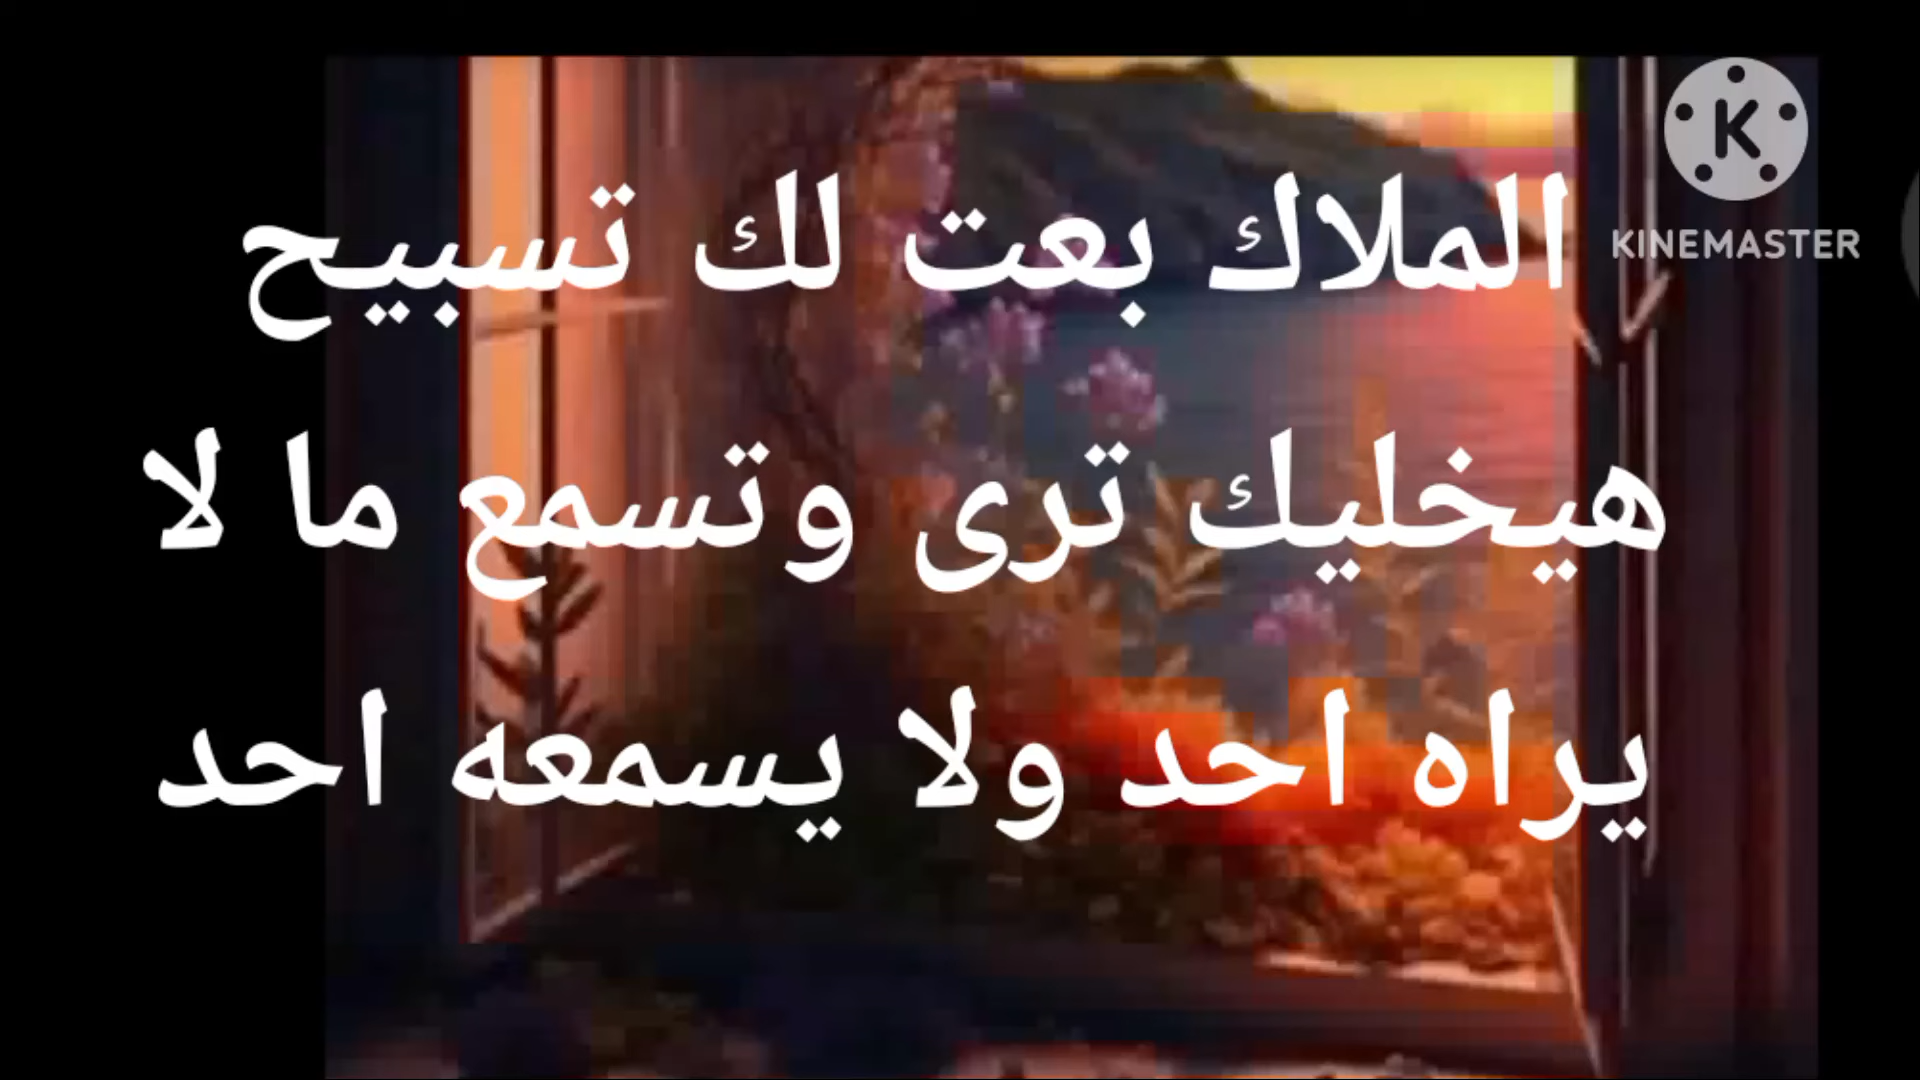 الملاك بعت لك تسبيح
هيخليك ترى وتسمع ما لا
يراه احد ولا يسمعه احد
KINEMASTER